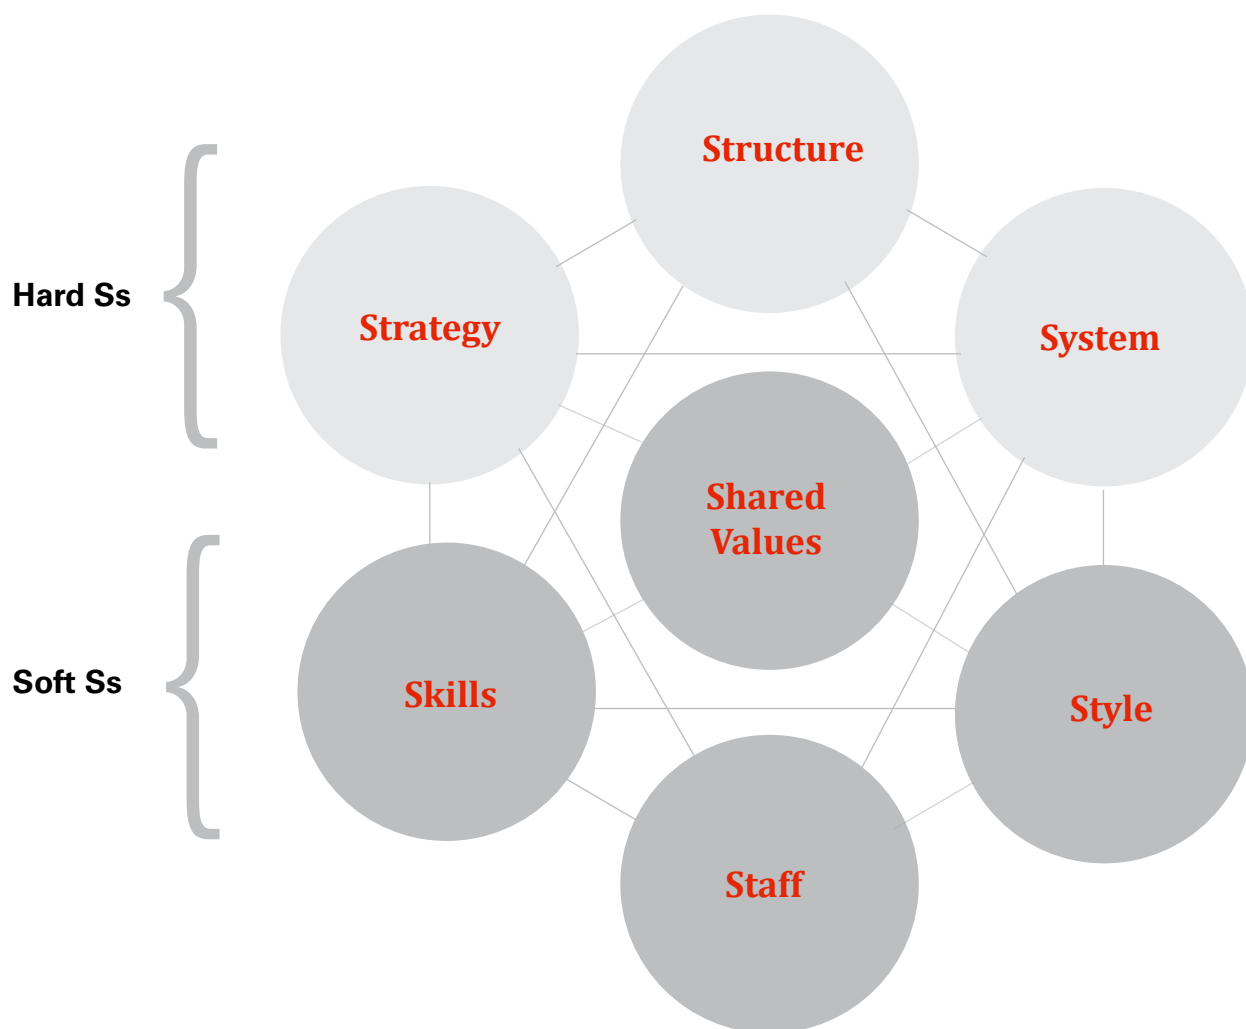 Structure
Hard Ss
Strategy
System
Shared
Values
Soft Ss
Skills
Style
Staff